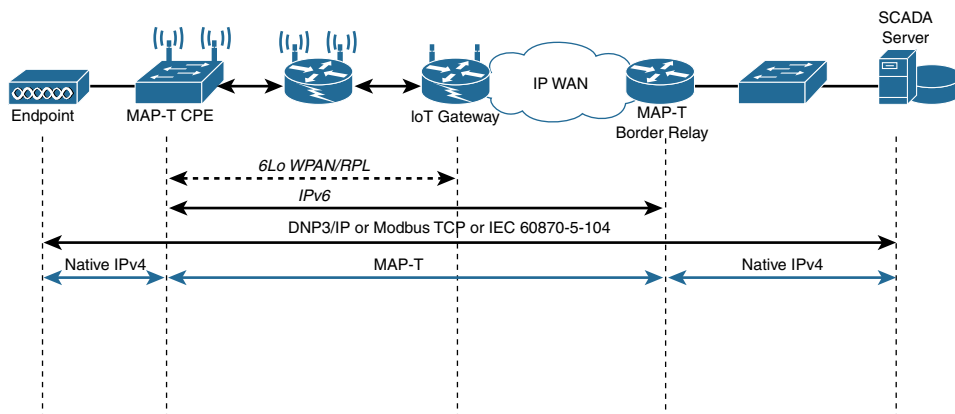 SCADA
Server
IP WAN
Endpoint
MAP-T CPE
IoT Gateway
MAP-T
Border Relay
6Lo WPAN/RPL
IPv6
DNP3/IP or Modbus TCP or IEC 60870-5-104
Native IPv4
MAP-T
Native IPv4